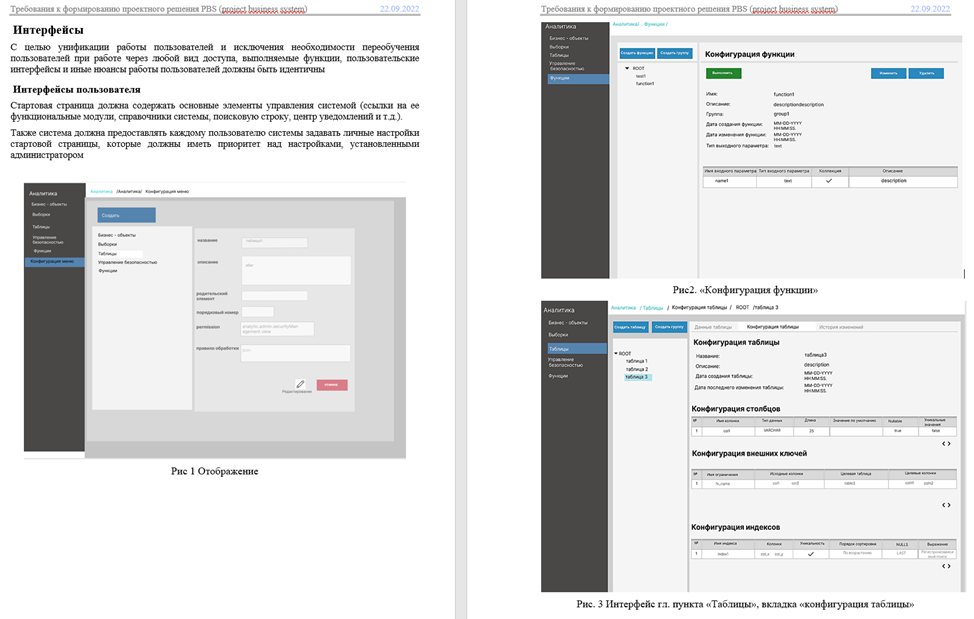 Требования к формированию проектного решения PBS (project business system) 22.09.2022
Интерфейсы
С целью унификации работы пользователей и исключения необходимости переобучения
пользователей при работе через любой вид доступа, выполняемые функции, пользовательские
интерфейсы и иные нюансы работы пользователей должны быть идентичны
Интерфейсы пользователя
Стартовая страница должна содержать основные элементы управления системой (ссылки на ее
функциональные модули, справочники системы, поисковую строку, центр уведомлений и т.д.).
Также система должна предоставлять каждому пользователю системы задавать личные настройки
стартовой страницы, которые должны иметь приоритет над настройками, установленными
администратором
Аналитика
Бизнес - объекты
Выборки
Таблицы
Управление
безопасностью
Функции
Конфигурация меню
Аналитика /Аналитика/ Конфигурация меню
Создать
Бизнес - объекты
Выборки
Таблицы
Управление безопасностью
Функции
название
описание
родительский
элемент
порядковый номер
permission
правило обработки
Редактирование
Рис 1 Отображение
Требования к формированию проектного решения PBS (project business system) 22.09.2022
Аналитика
Бизнес - объекты
Выборки
Таблицы
Управление
безопасностью
Функции
Аналитика/ Функции /
Создать функцию Создать группу
ROOT
test1
function1
Конфигурация функции
Выполнить Изменить Удалить
Имя: function1
Описание: descriptiondescription
Группа: group1
Дата создания функции: MM-DD-YYYY
HH:MM:SS.
Дата изменения функции: MM-DD-YYYY
HH:MM:SS.
Тип выходного параметра: text
Имя входного параметра Тип входного параметра Коллекция Описание
name1 text ✓ description
Рис2. «Конфигурация функции»
Аналитика
Бизнес - объекты
Выборки
Таблицы
Управление
безопасностью
Функции
Аналитика / Таблицы / Конфигурация таблицы / ROOT /таблица 3
Создать таблицу Создать группу
ROOT
таблица 1
таблица 2
таблица 3
Данные таблицы Конфигурация таблицы История изменений
Конфигурация таблицы
Название: таблица3
Описание: description
Дата создания таблицы: MM-DD-YYYY
HH:MM:SS.
Дата последнего изменения таблицы: MM-DD-YYYY
HH:MM:SS.
Конфигурация столбцов
№ Имя колонки Тип данных Длина Значение по умолчанию Nullable Уникальные
значения
1 col1 VARCHAR 25 true false
Конфигурация внешних ключей
№ Имя ограничения Исходные колонки Целевая таблица Целевые колонки
1 fk_name col1 col2 table3
Конфигурация индексов
№ Имя индекса Колонки Уникальность Порядок сортировки NULLS Выражение
1 index1 col_x col_y ✓ По возрастанию LAST
Рис. 3 Интерфейс гл. пункта «Таблицы», вкладка «конфигурация таблицы»